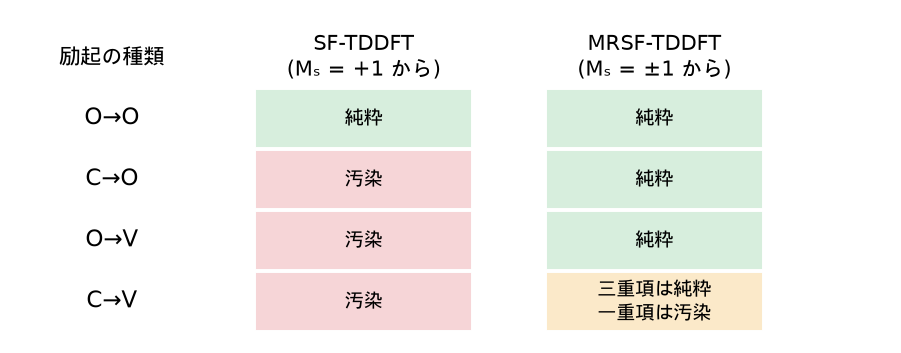 励起の種類
SF-TDDFT
(Mₛ = +1 から)
MRSF-TDDFT
(Mₛ = ±1 から)
O→O
純粋
純粋
C→O
汚染
純粋
O→V
汚染
純粋
C→V
汚染
三重項は純粋
一重項は汚染